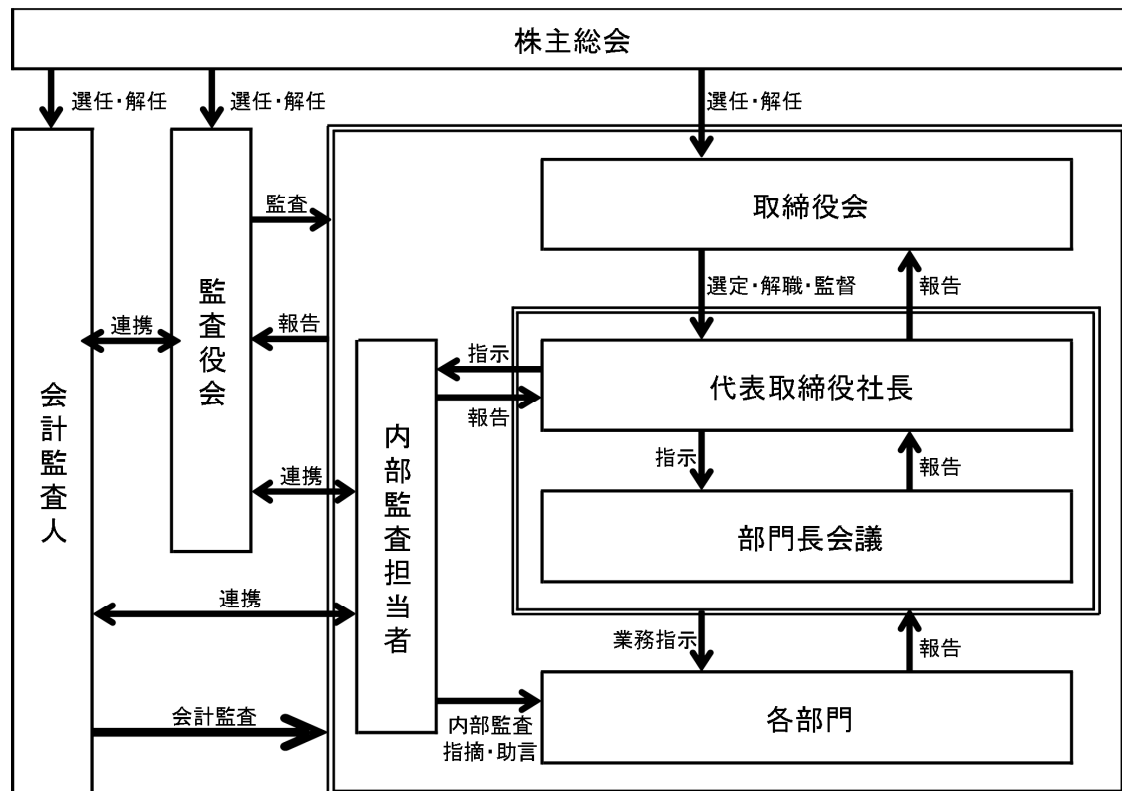 株主総会
選任・解任
選任・解任
選任・解任
取締役会
監査
監査役会
選定・解職・監督
報告
連携
報告
指示
代表取締役社長
報告
会計監査人
内部監査担当者
指示
報告
連携
部門長会議
連携
業務指示
報告
会計監査
内部監査
指摘・助言
各部門